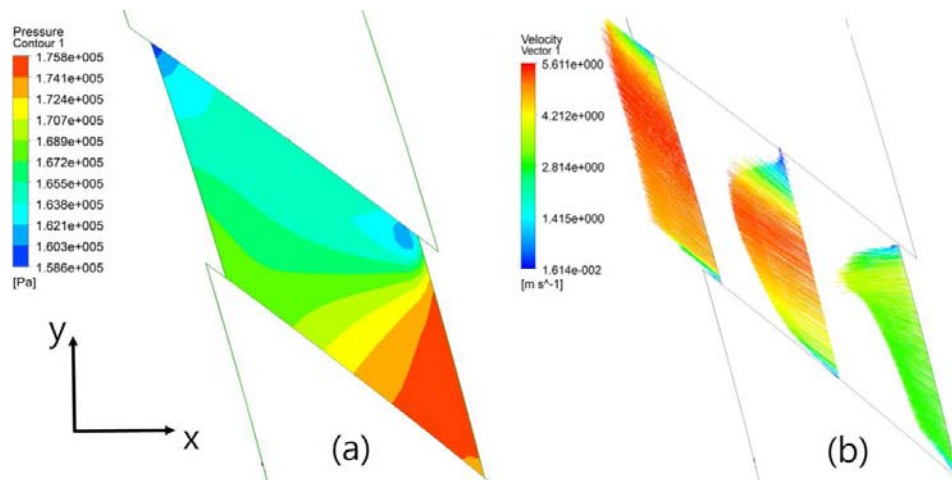 Pressure
Contour 1
1.758e+005
1.741e+005
1.724e+005
1.707e+005
1.689e+005
1.672e+005
1.655e+005
1.638e+005
1.621e+005
1.603e+005
1.586e+005
[Pa]
y
x
(a)
Velocity
Vector 1
5.611e+000
4.212e+000
2.814e+000
1.415e+000
1.614e-002
[m s^-1]
(b)